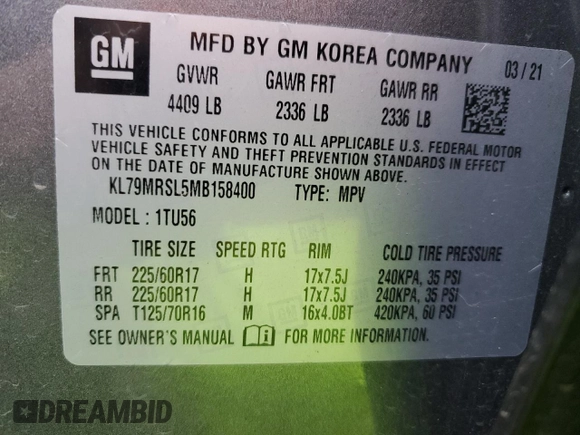 GM MFD BY GM KOREA COMPANY 03/21
GVWR GAWR FRT GAWR RR
4409 LB 2336 LB 2336 LB
THIS VEHICLE CONFORMS TO ALL APPLICABLE U.S. FEDERAL MOTOR
VEHICLE SAFETY AND THEFT PREVENTION STANDARDS IN EFFECT
ON THE DATE OF MANUFACTURE SHOWN ABOVE.
KL79MRSL5MB158400 TYPE: MPV
MODEL: 1TU56
TIRE SIZE SPEED RTG RIM COLD TIRE PRESSURE
FRT 225/60R17 H 17x7.5J 240KPA, 35 PSI
RR 225/60R17 H 17x7.5J 240KPA, 35 PSI
SPA T125/70R16 M 16x4.0BT 420KPA, 60 PSI
SEE OWNER'S MANUAL FOR MORE INFORMATION.
DREAMBID